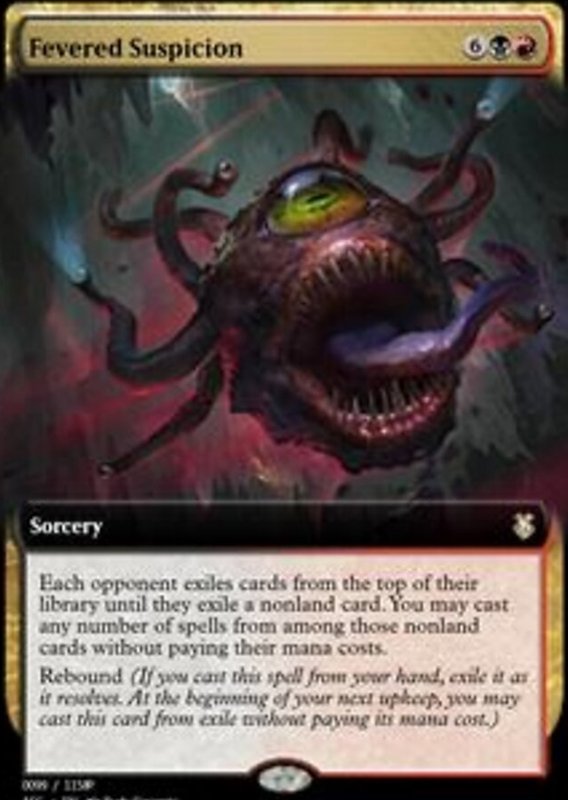 Fevered Suspicion 6
Sorcery
Each opponent exiles cards from the top of their
library until they exile a nonland card. You may cast
any number of spells from among those nonland
cards without paying their mana costs.
Rebound (If you cast this spell from your hand, exile it as
it resolves. At the beginning of your next upkeep, you may
cast this card from exile without paying its mana cost.)